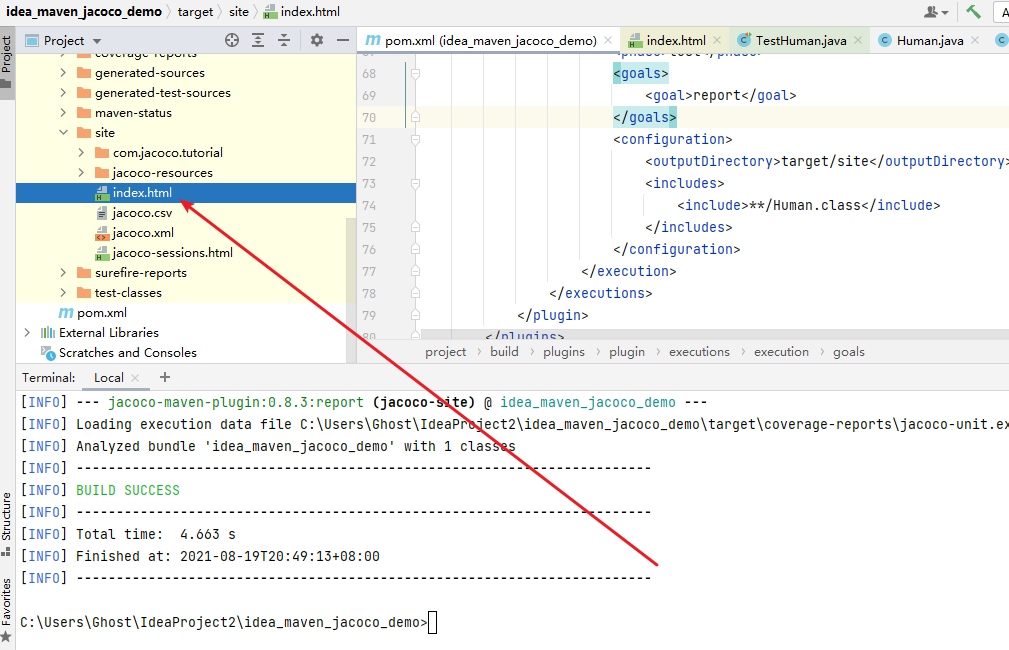 idea_maven_jacoco_demo target site index.html
Project
Project
coverage-reports
generated-sources
generated-test-sources
maven-status
site
com.jacoco.tutorial
jacoco-resources
index.html
jacoco.csv
jacoco.xml
jacoco-sessions.html
surefire-reports
test-classes
pom.xml
External Libraries
Scratches and Consoles
pom.xml (idea_maven_jacoco_demo) index.html TestHuman.java Human.java
<phase>test</phase>
68 <goals>
69 <goal>report</goal>
70 </goals>
71 <configuration>
72 <outputDirectory>target/site</outputDirectory>
73 <includes>
74 <include>**/Human.class</include>
75 </includes>
76 </configuration>
77 </execution>
78 </executions>
79 </plugin>
80 </plugins>
project build plugins plugin executions execution goals
Terminal: Local
[INFO] --- jacoco-maven-plugin:0.8.3:report (jacoco-site) @ idea_maven_jacoco_demo ---
[INFO] Loading execution data file C:\Users\Ghost\IdeaProject2\idea_maven_jacoco_demo\target\coverage-reports\jacoco-unit.ex
[INFO] Analyzed bundle 'idea_maven_jacoco_demo' with 1 classes
[INFO] ------------------------------------------------------------------------
[INFO] BUILD SUCCESS
[INFO] ------------------------------------------------------------------------
[INFO] Total time:  4.663 s
[INFO] Finished at: 2021-08-19T20:49:13+08:00
[INFO] ------------------------------------------------------------------------
C:\Users\Ghost\IdeaProject2\idea_maven_jacoco_demo>
Structure
Favorites